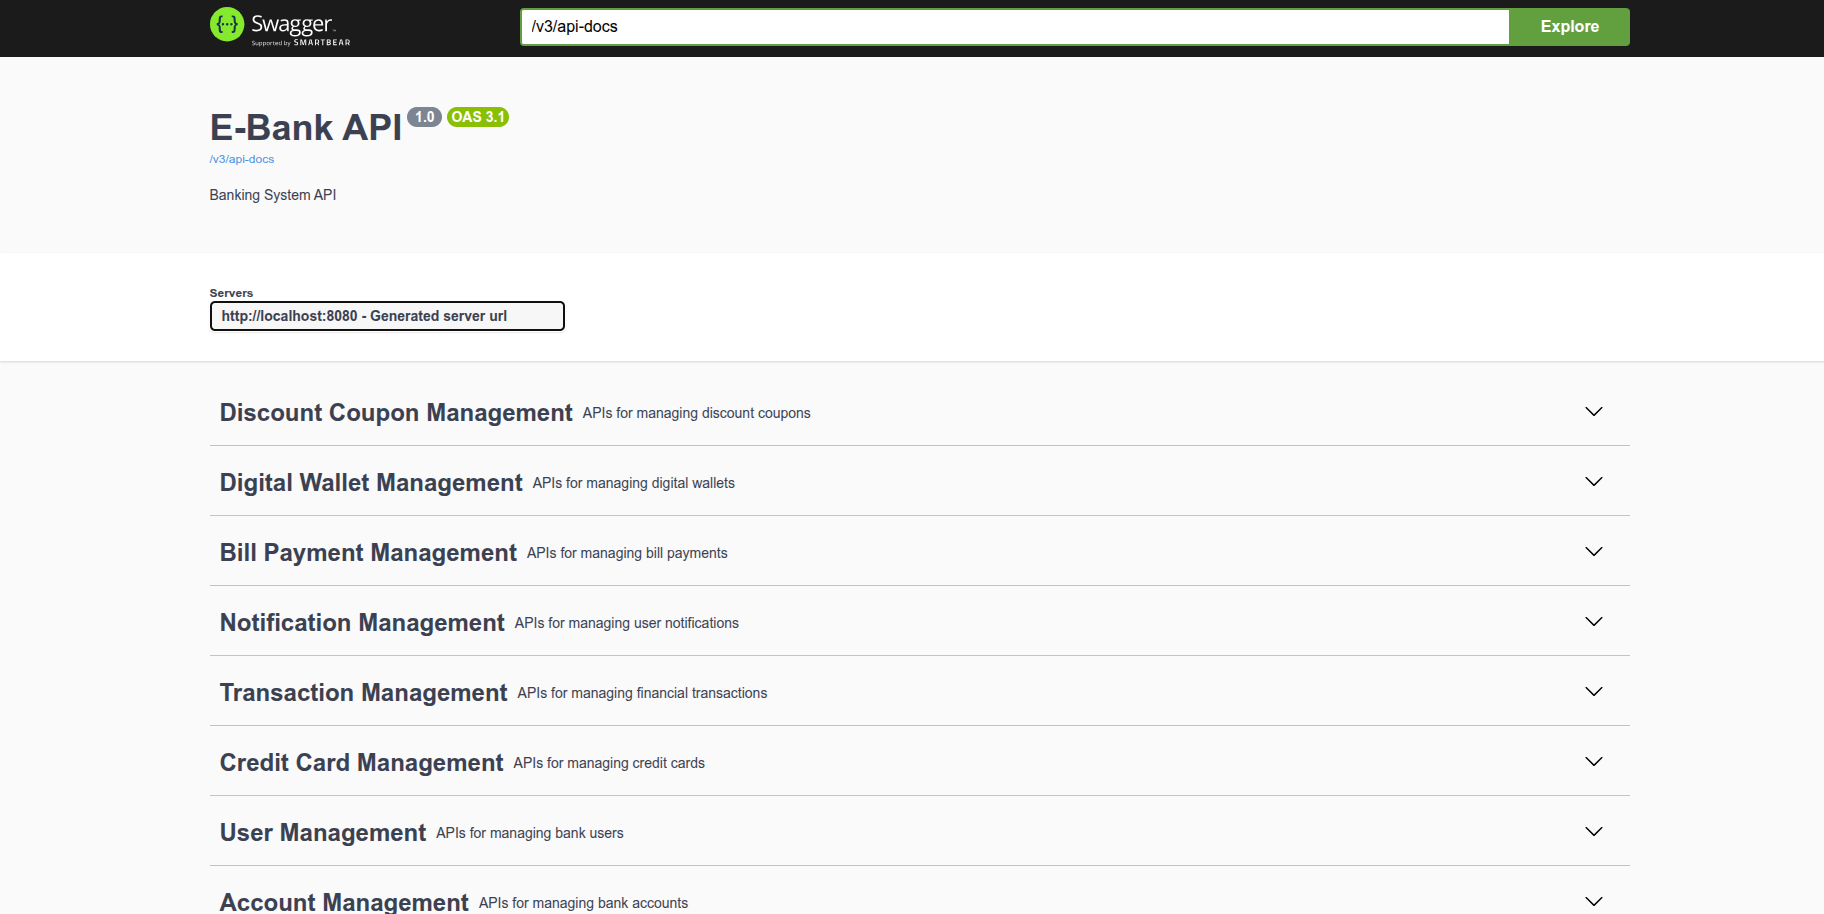 Swagger
Supported by SMARTBEAR
/v3/api-docs
Explore
E-Bank API 1.0 OAS 3.1
/v3/api-docs
Banking System API
Servers
http://localhost:8080 - Generated server url
Discount Coupon Management APIs for managing discount coupons
Digital Wallet Management APIs for managing digital wallets
Bill Payment Management APIs for managing bill payments
Notification Management APIs for managing user notifications
Transaction Management APIs for managing financial transactions
Credit Card Management APIs for managing credit cards
User Management APIs for managing bank users
Account Management APIs for managing bank accounts